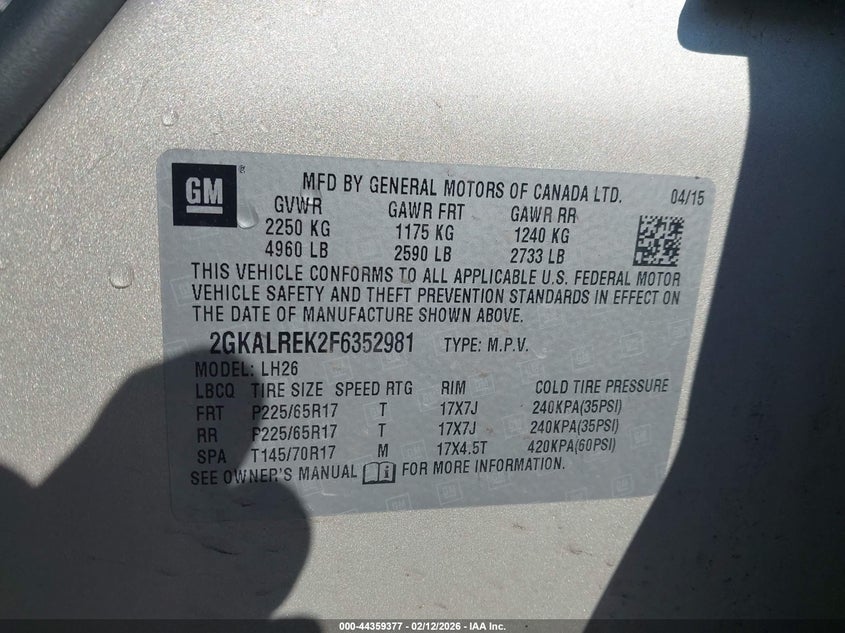 GM ®
MFD BY GENERAL MOTORS OF CANADA LTD. 04/15
GVWR GAWR FRT GAWR RR
2250 KG 1175 KG 1240 KG
4960 LB 2590 LB 2733 LB
THIS VEHICLE CONFORMS TO ALL APPLICABLE U.S. FEDERAL MOTOR
VEHICLE SAFETY AND THEFT PREVENTION STANDARDS IN EFFECT ON
THE DATE OF MANUFACTURE SHOWN ABOVE.
2GKALREK2F6352981 TYPE: M.P.V.
MODEL: LH26
LBCQ TIRE SIZE SPEED RTG RIM COLD TIRE PRESSURE
FRT P225/65R17 T 17X7J 240KPA(35PSI)
RR P225/65R17 T 17X7J 240KPA(35PSI)
SPA T145/70R17 M 17X4.5T 420KPA(60PSI)
SEE OWNER'S MANUAL i FOR MORE INFORMATION.
000-44359377 - 02/12/2026 - IAA Inc.